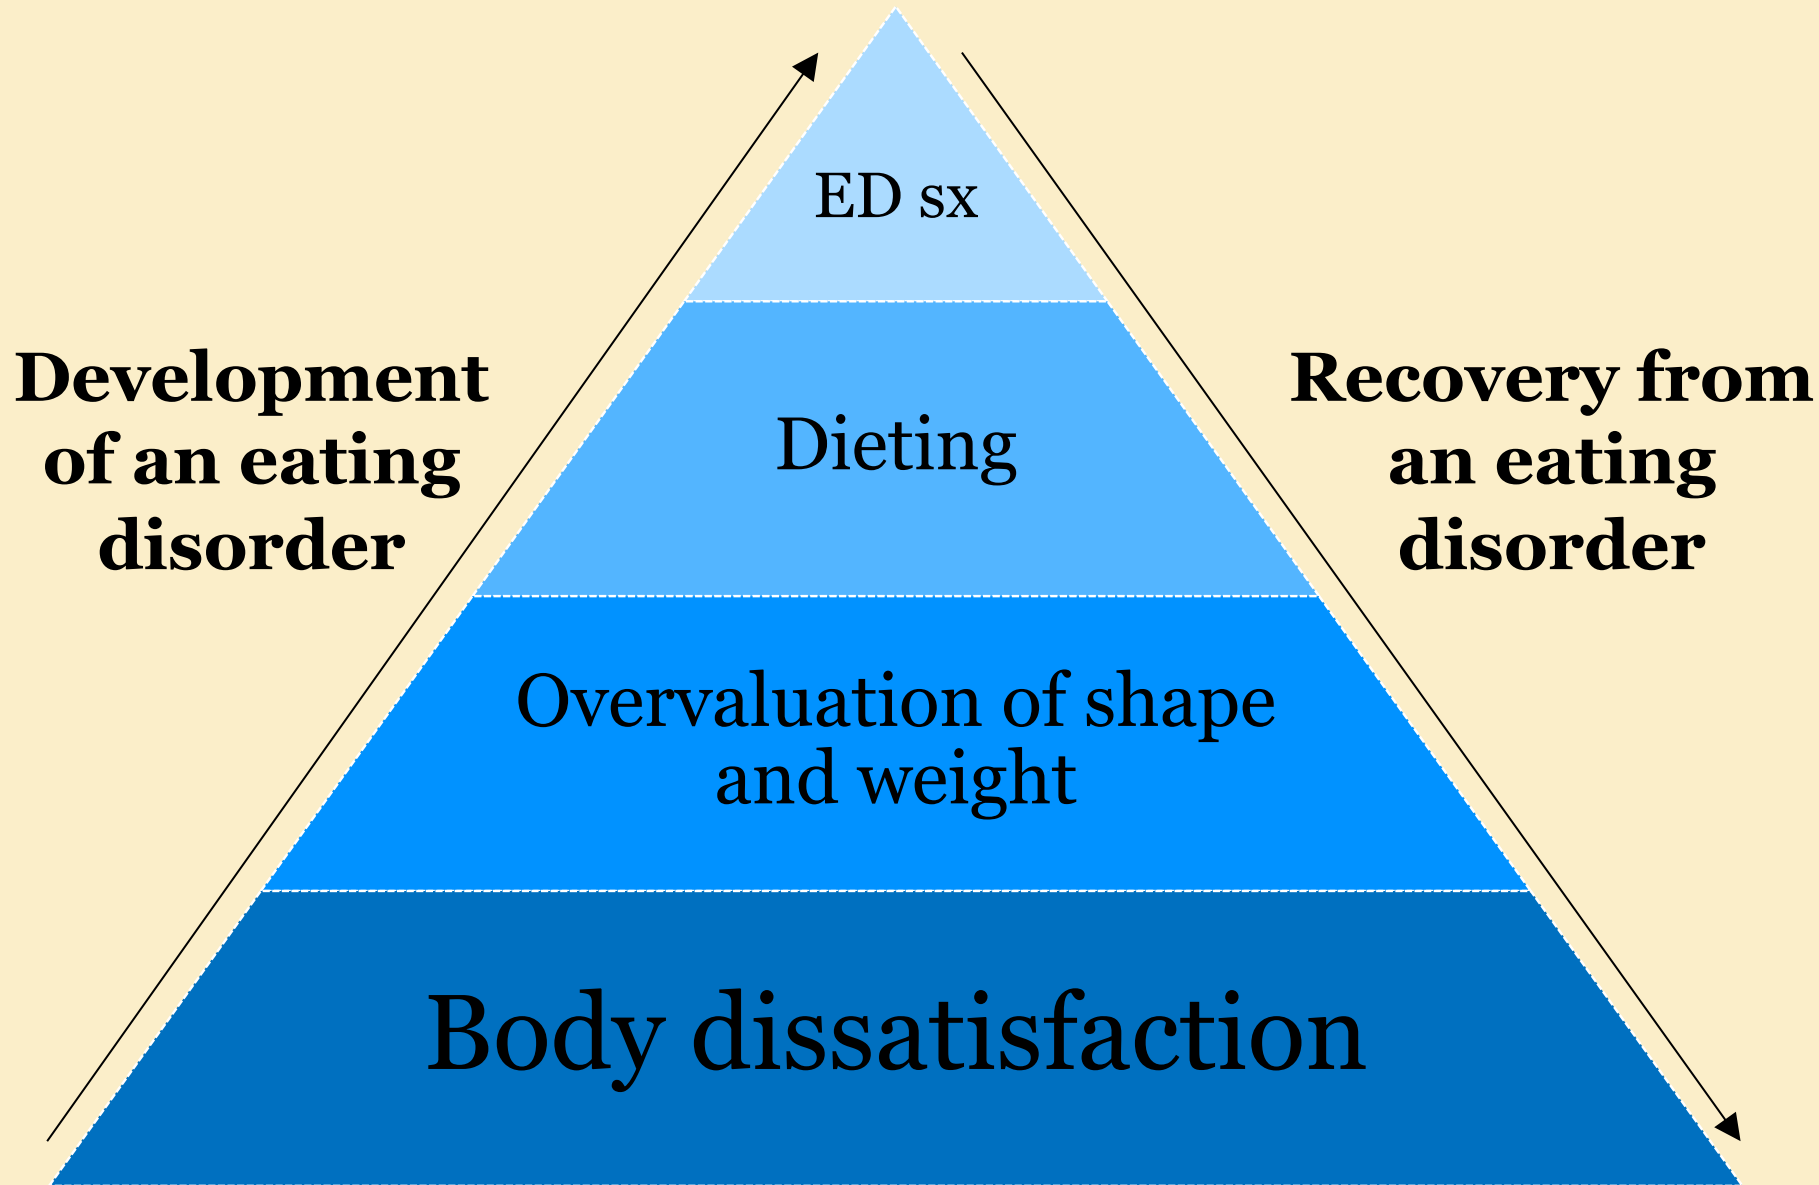 ED sx
Development
of an eating
disorder
Dieting
Recovery from
an eating
disorder
Overvaluation of shape
and weight
Body dissatisfaction